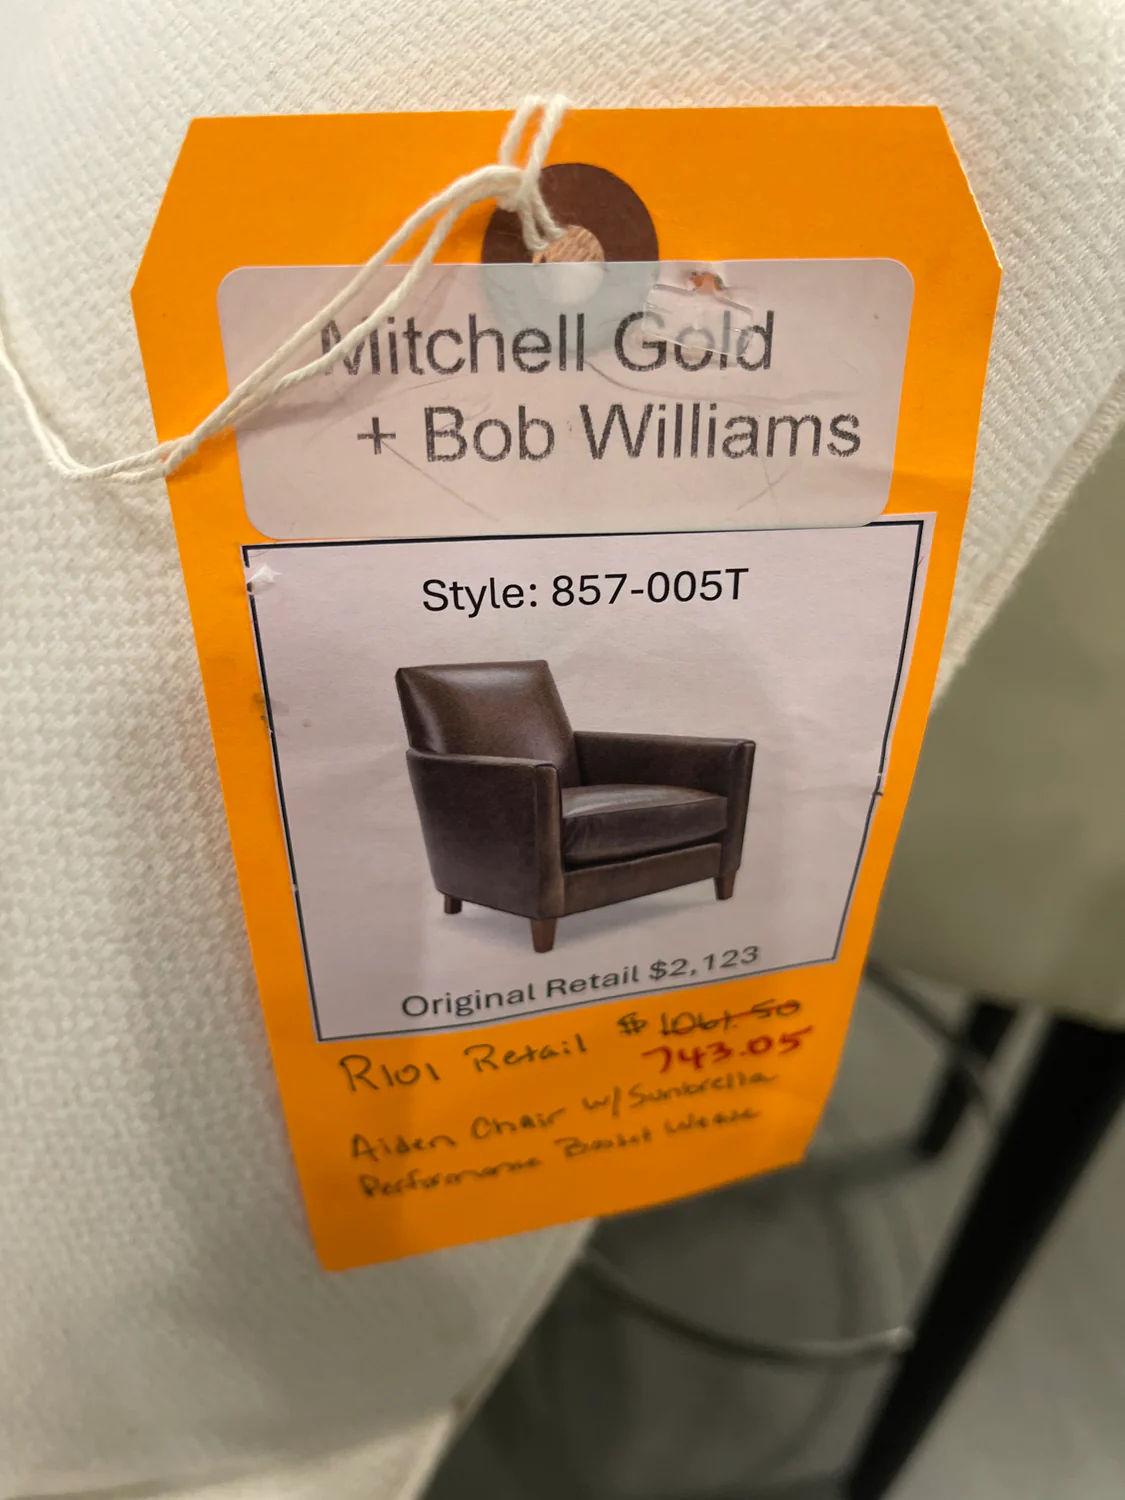 Mitchell Gold
+ Bob Williams
Style: 857-005T
Original Retail $2,123
R101 Retail $ 1061.50
743.05
Aiden Chair w/Sunbrella
Performance Basket Weave